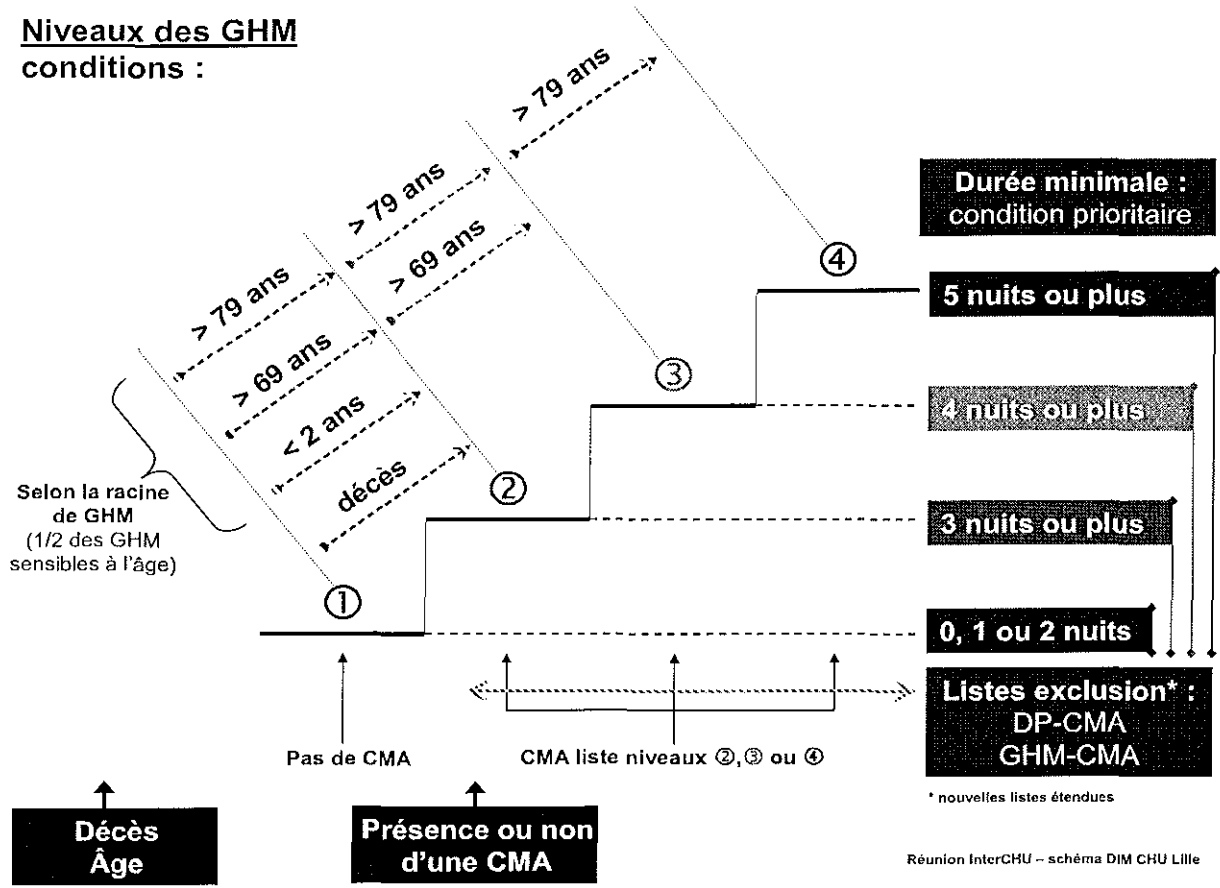 Niveaux des GHM
conditions :
> 79 ans
> 79 ans
> 69 ans
> 79 ans
> 69 ans
< 2 ans
décès
Selon la racine
de GHM
(1/2 des GHM
sensibles à l'âge)
①
②
③
④
Durée minimale :
condition prioritaire
5 nuits ou plus
4 nuits ou plus
3 nuits ou plus
0, 1 ou 2 nuits
Listes exclusion* :
DP-CMA
GHM-CMA
* nouvelles listes étendues
Pas de CMA
CMA liste niveaux ②,③ ou ④
Décès
Âge
Présence ou non
d'une CMA
Réunion InterCHU – schéma DIM CHU Lille